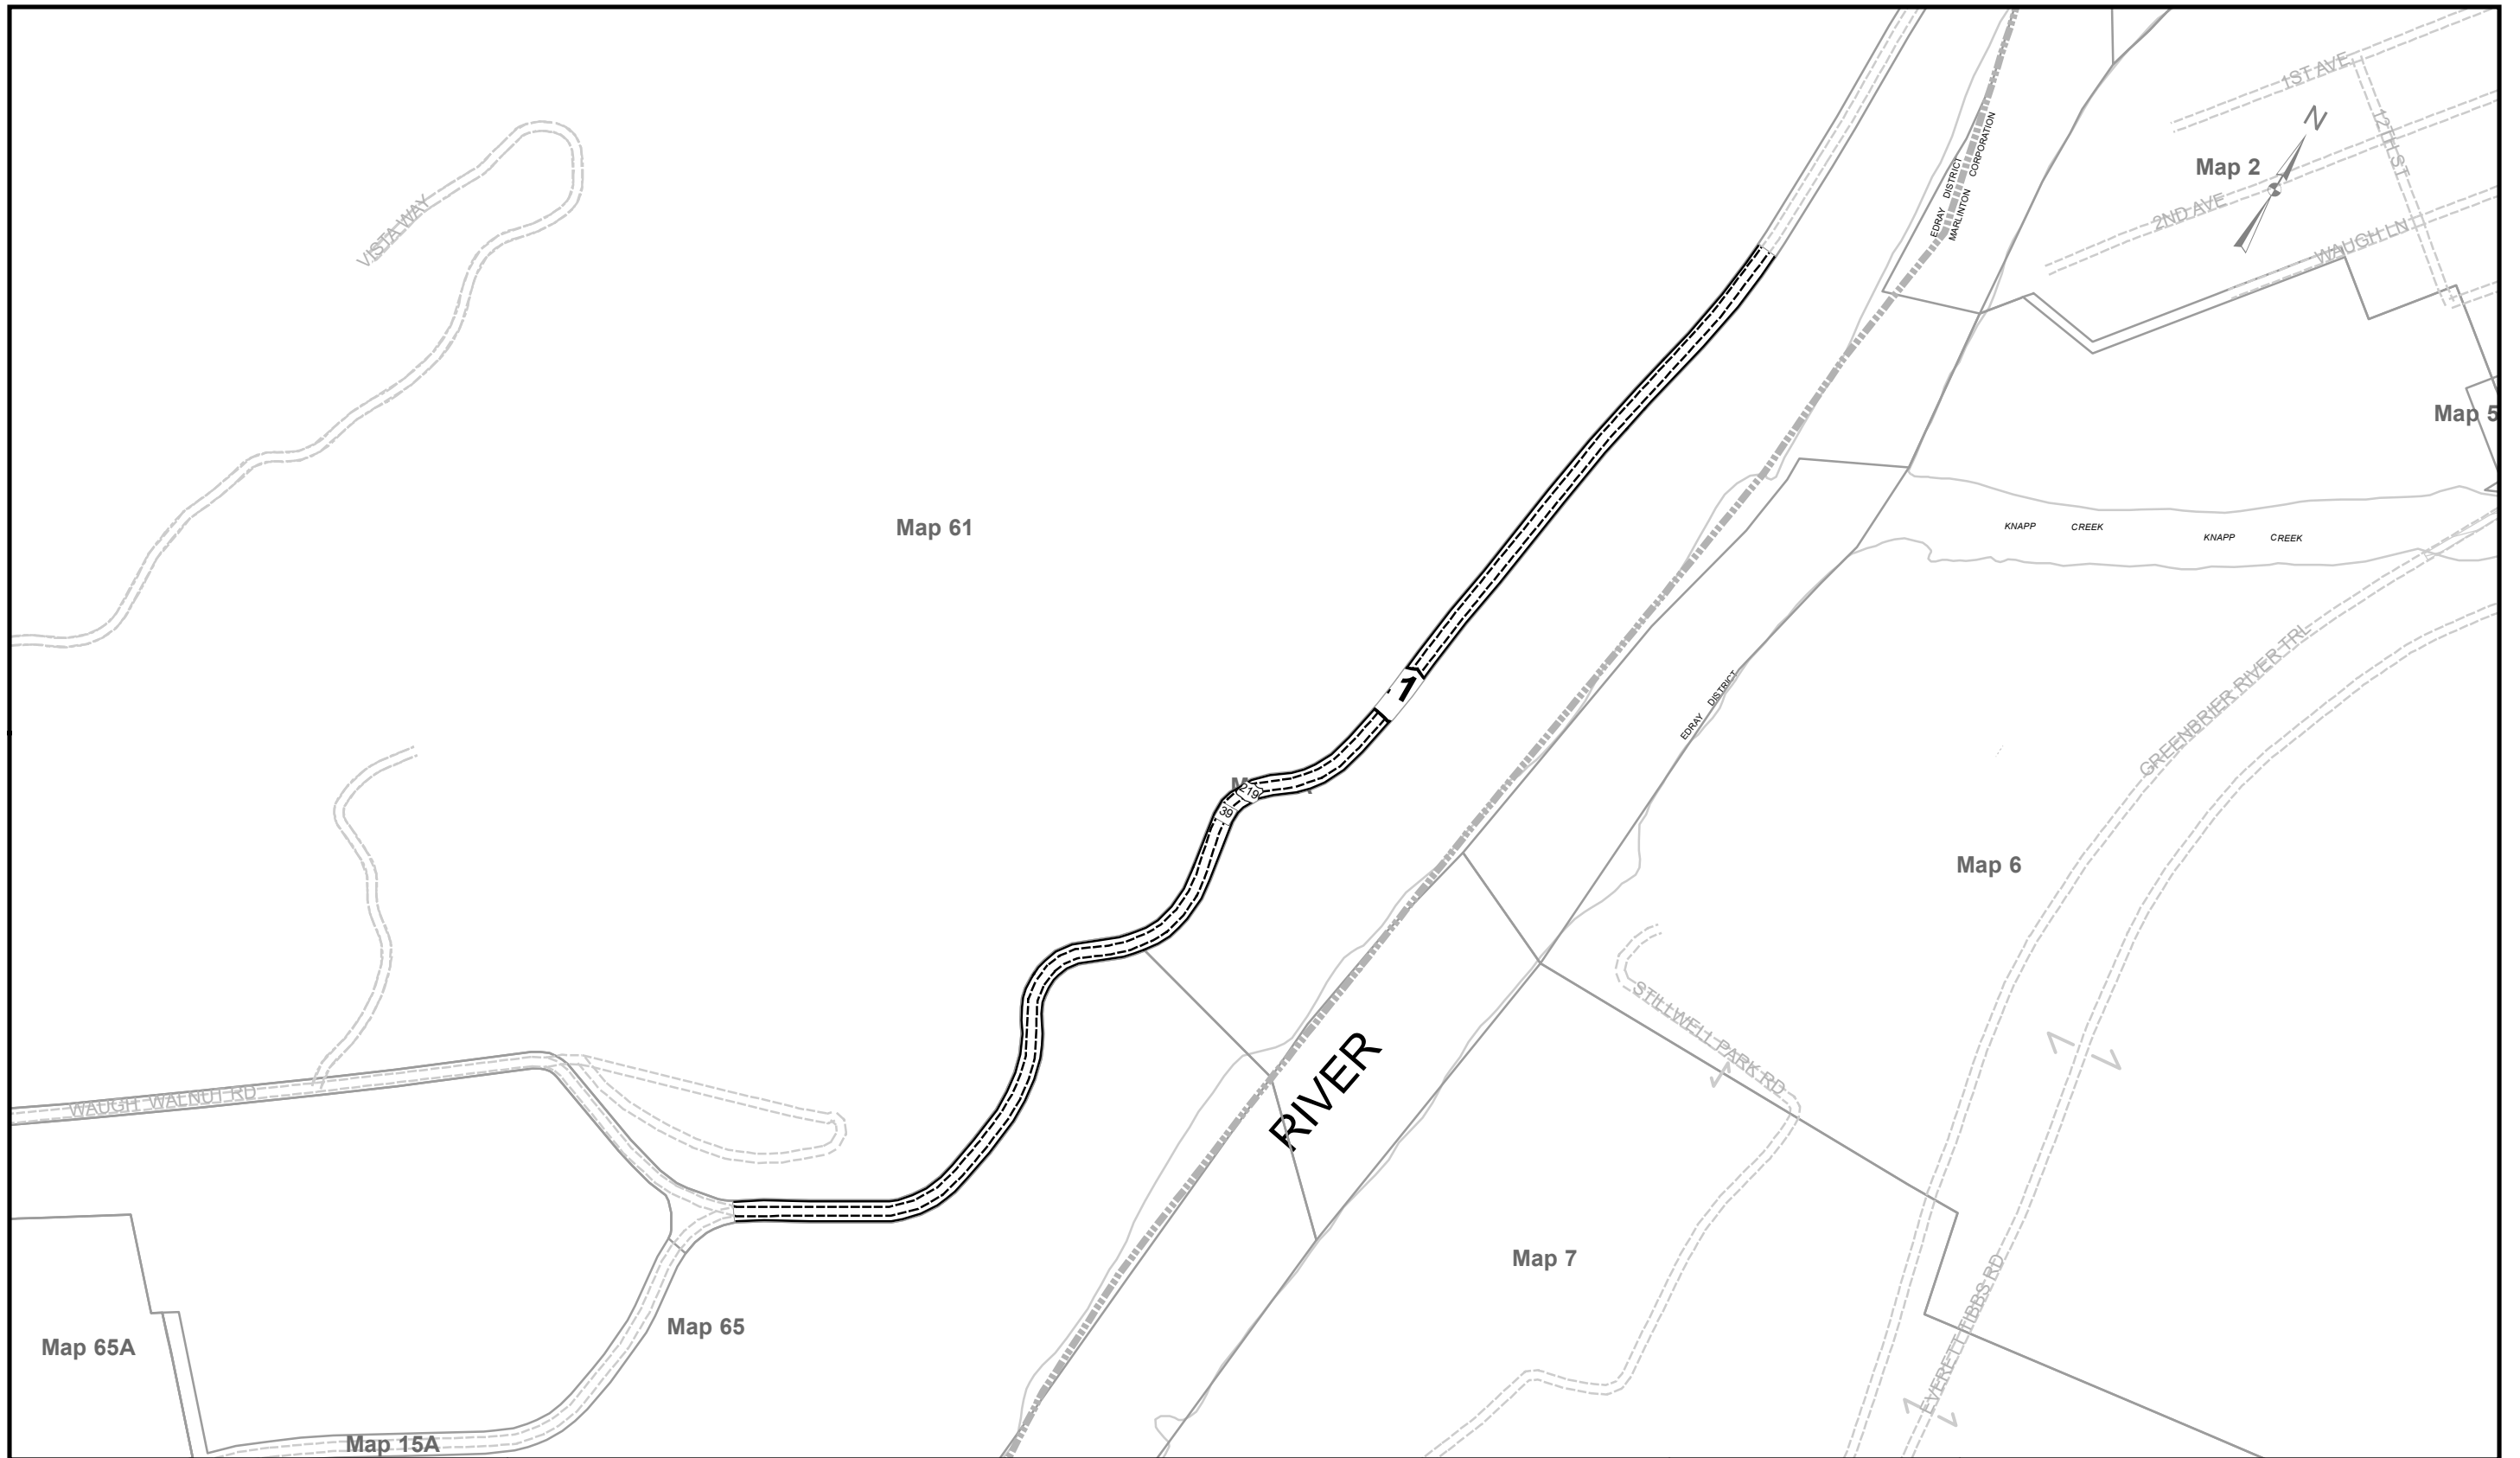 1ST AVE
12TH ST
N
Map 2
2ND AVE
WAUGH LN
EDRAY DISTRICT
MARLINTON CORPORATION
VISTA WAY
Map 5
Map 61
KNAPP CREEK
KNAPP CREEK
GREENBRIER RIVER TRL
EDRAY DISTRICT
1
219
39
Map 6
STILLWELL PARK RD
RIVER
WAUGH WALNUT RD
Map 7
EVERETT TIBBS RD
Map 65
Map 65A
Map 15A